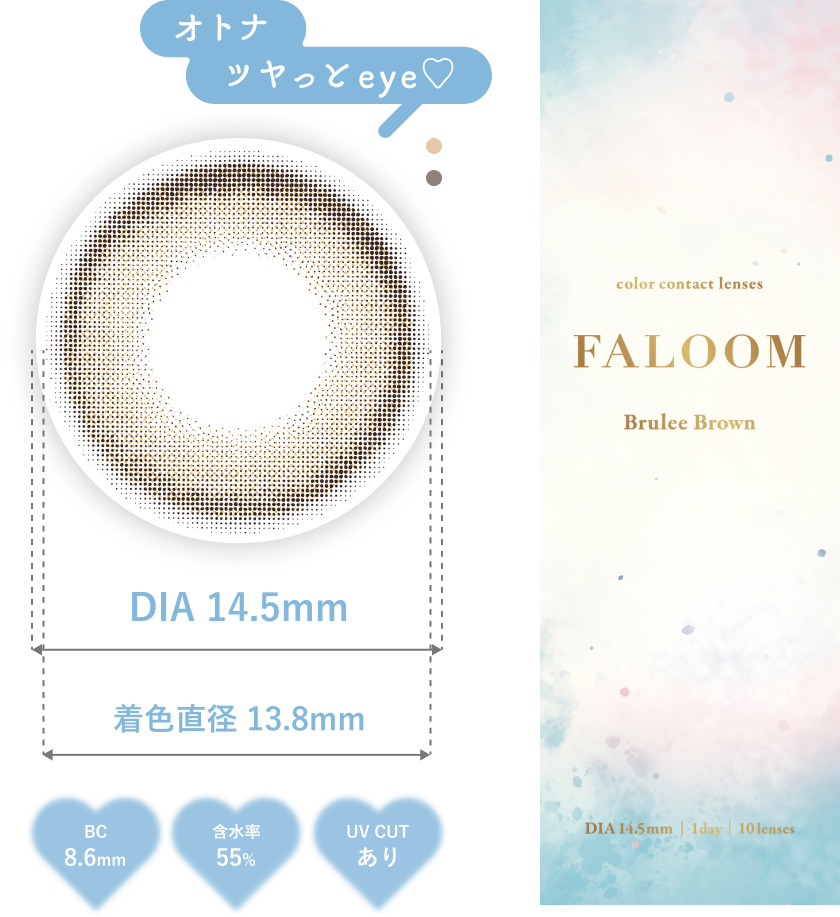 オトナ
ツヤっとeye♡
DIA 14.5mm
着色直径 13.8mm
BC
8.6mm
含水率
55%
UV CUT
あり
color contact lenses
FALOOM
Brulee Brown
DIA 14.5mm | 1day | 10lenses